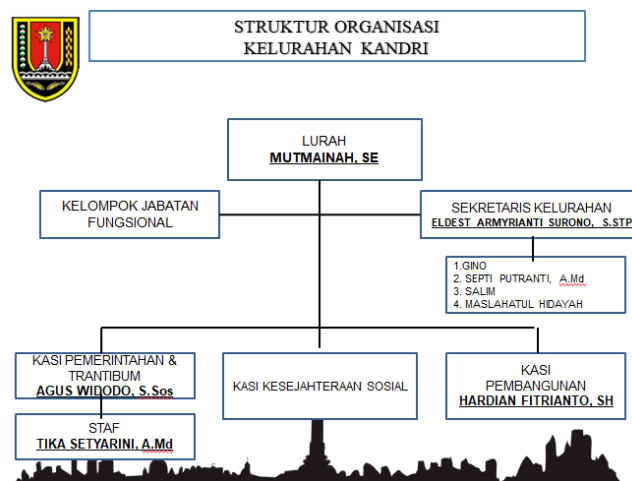 STRUKTUR ORGANISASI
KELURAHAN KANDRI
LURAH
MUTMAINAH, SE
KELOMPOK JABATAN
FUNGSIONAL
SEKRETARIS KELURAHAN
ELDEST ARMYRIANTI SURONO, S.STP
1.GINO
2. SEPTI PUTRANTI, A.Md
3. SALIM
4. MASLAHATUL HIDAYAH
KASI PEMERINTAHAN &
TRANTIBUM
AGUS WIDODO, S.Sos
KASI KESEJAHTERAAN SOSIAL
KASI
PEMBANGUNAN
HARDIAN FITRIANTO, SH
STAF
TIKA SETYARINI, A.Md